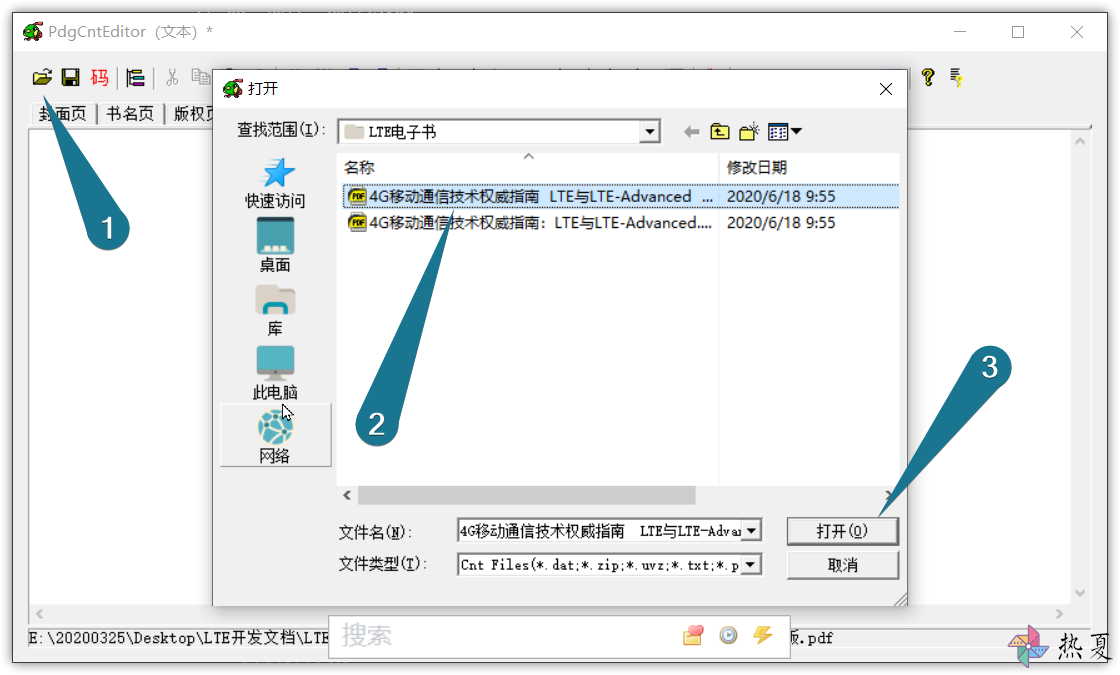 PdgCntEditor (文本) *
码
打开
封面页 书名页 版权页
1
查找范围(I): LTE电子书
名称 修改日期
快速访问
4G移动通信技术权威指南 LTE与LTE-Advanced ... 2020/6/18 9:55
4G移动通信技术权威指南：LTE与LTE-Advanced.... 2020/6/18 9:55
桌面
库
此电脑
网络
2
3
文件名(N): 4G移动通信技术权威指南 LTE与LTE-Adva
打开(O)
文件类型(T): Cnt Files(*.dat;*.zip;*.uvz;*.txt;*.p
取消
E:\20200325\Desktop\LTE开发文档\LTE
搜索
版.pdf
热夏